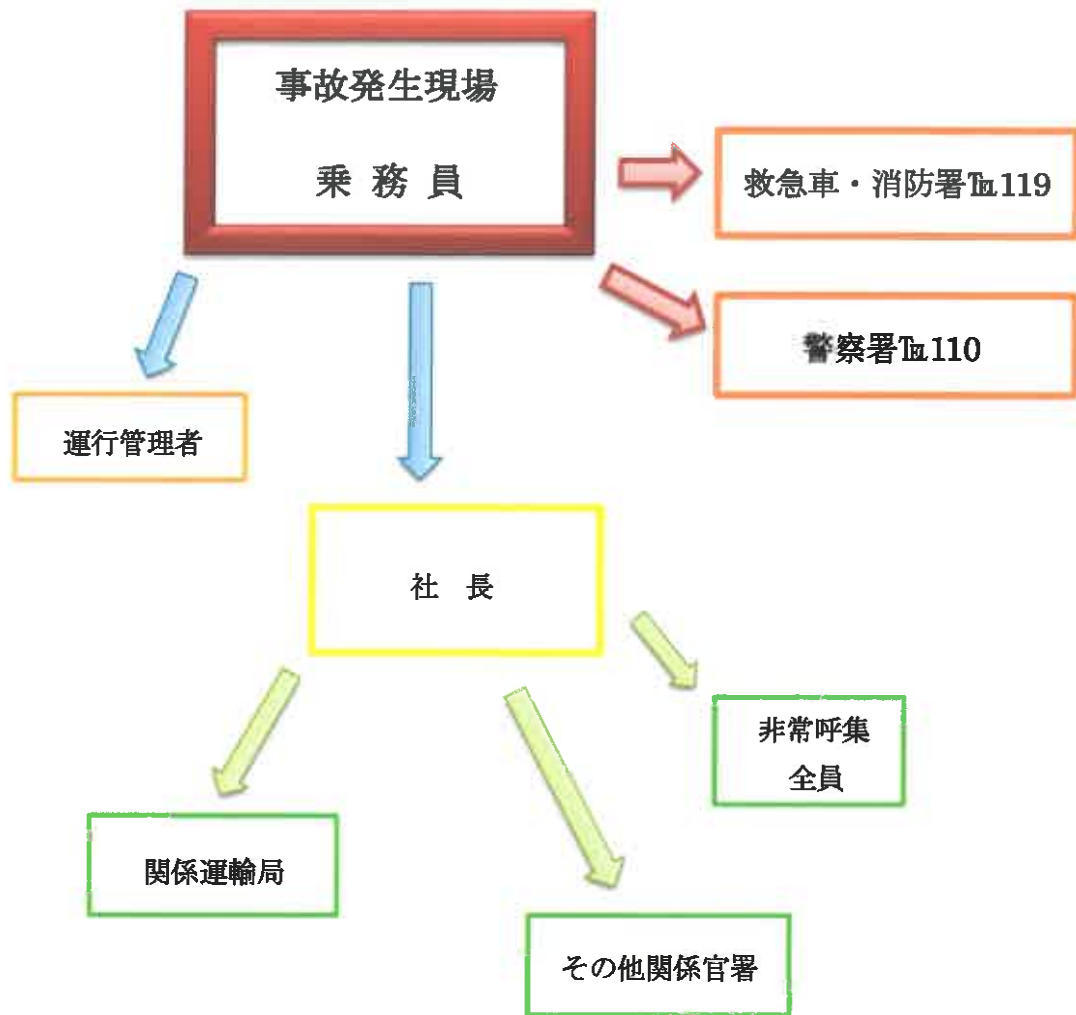 事故発生現場
乗務員
救急車・消防署℡119
警察署℡110
運行管理者
社 長
非常呼集
全員
関係運輸局
その他関係官署